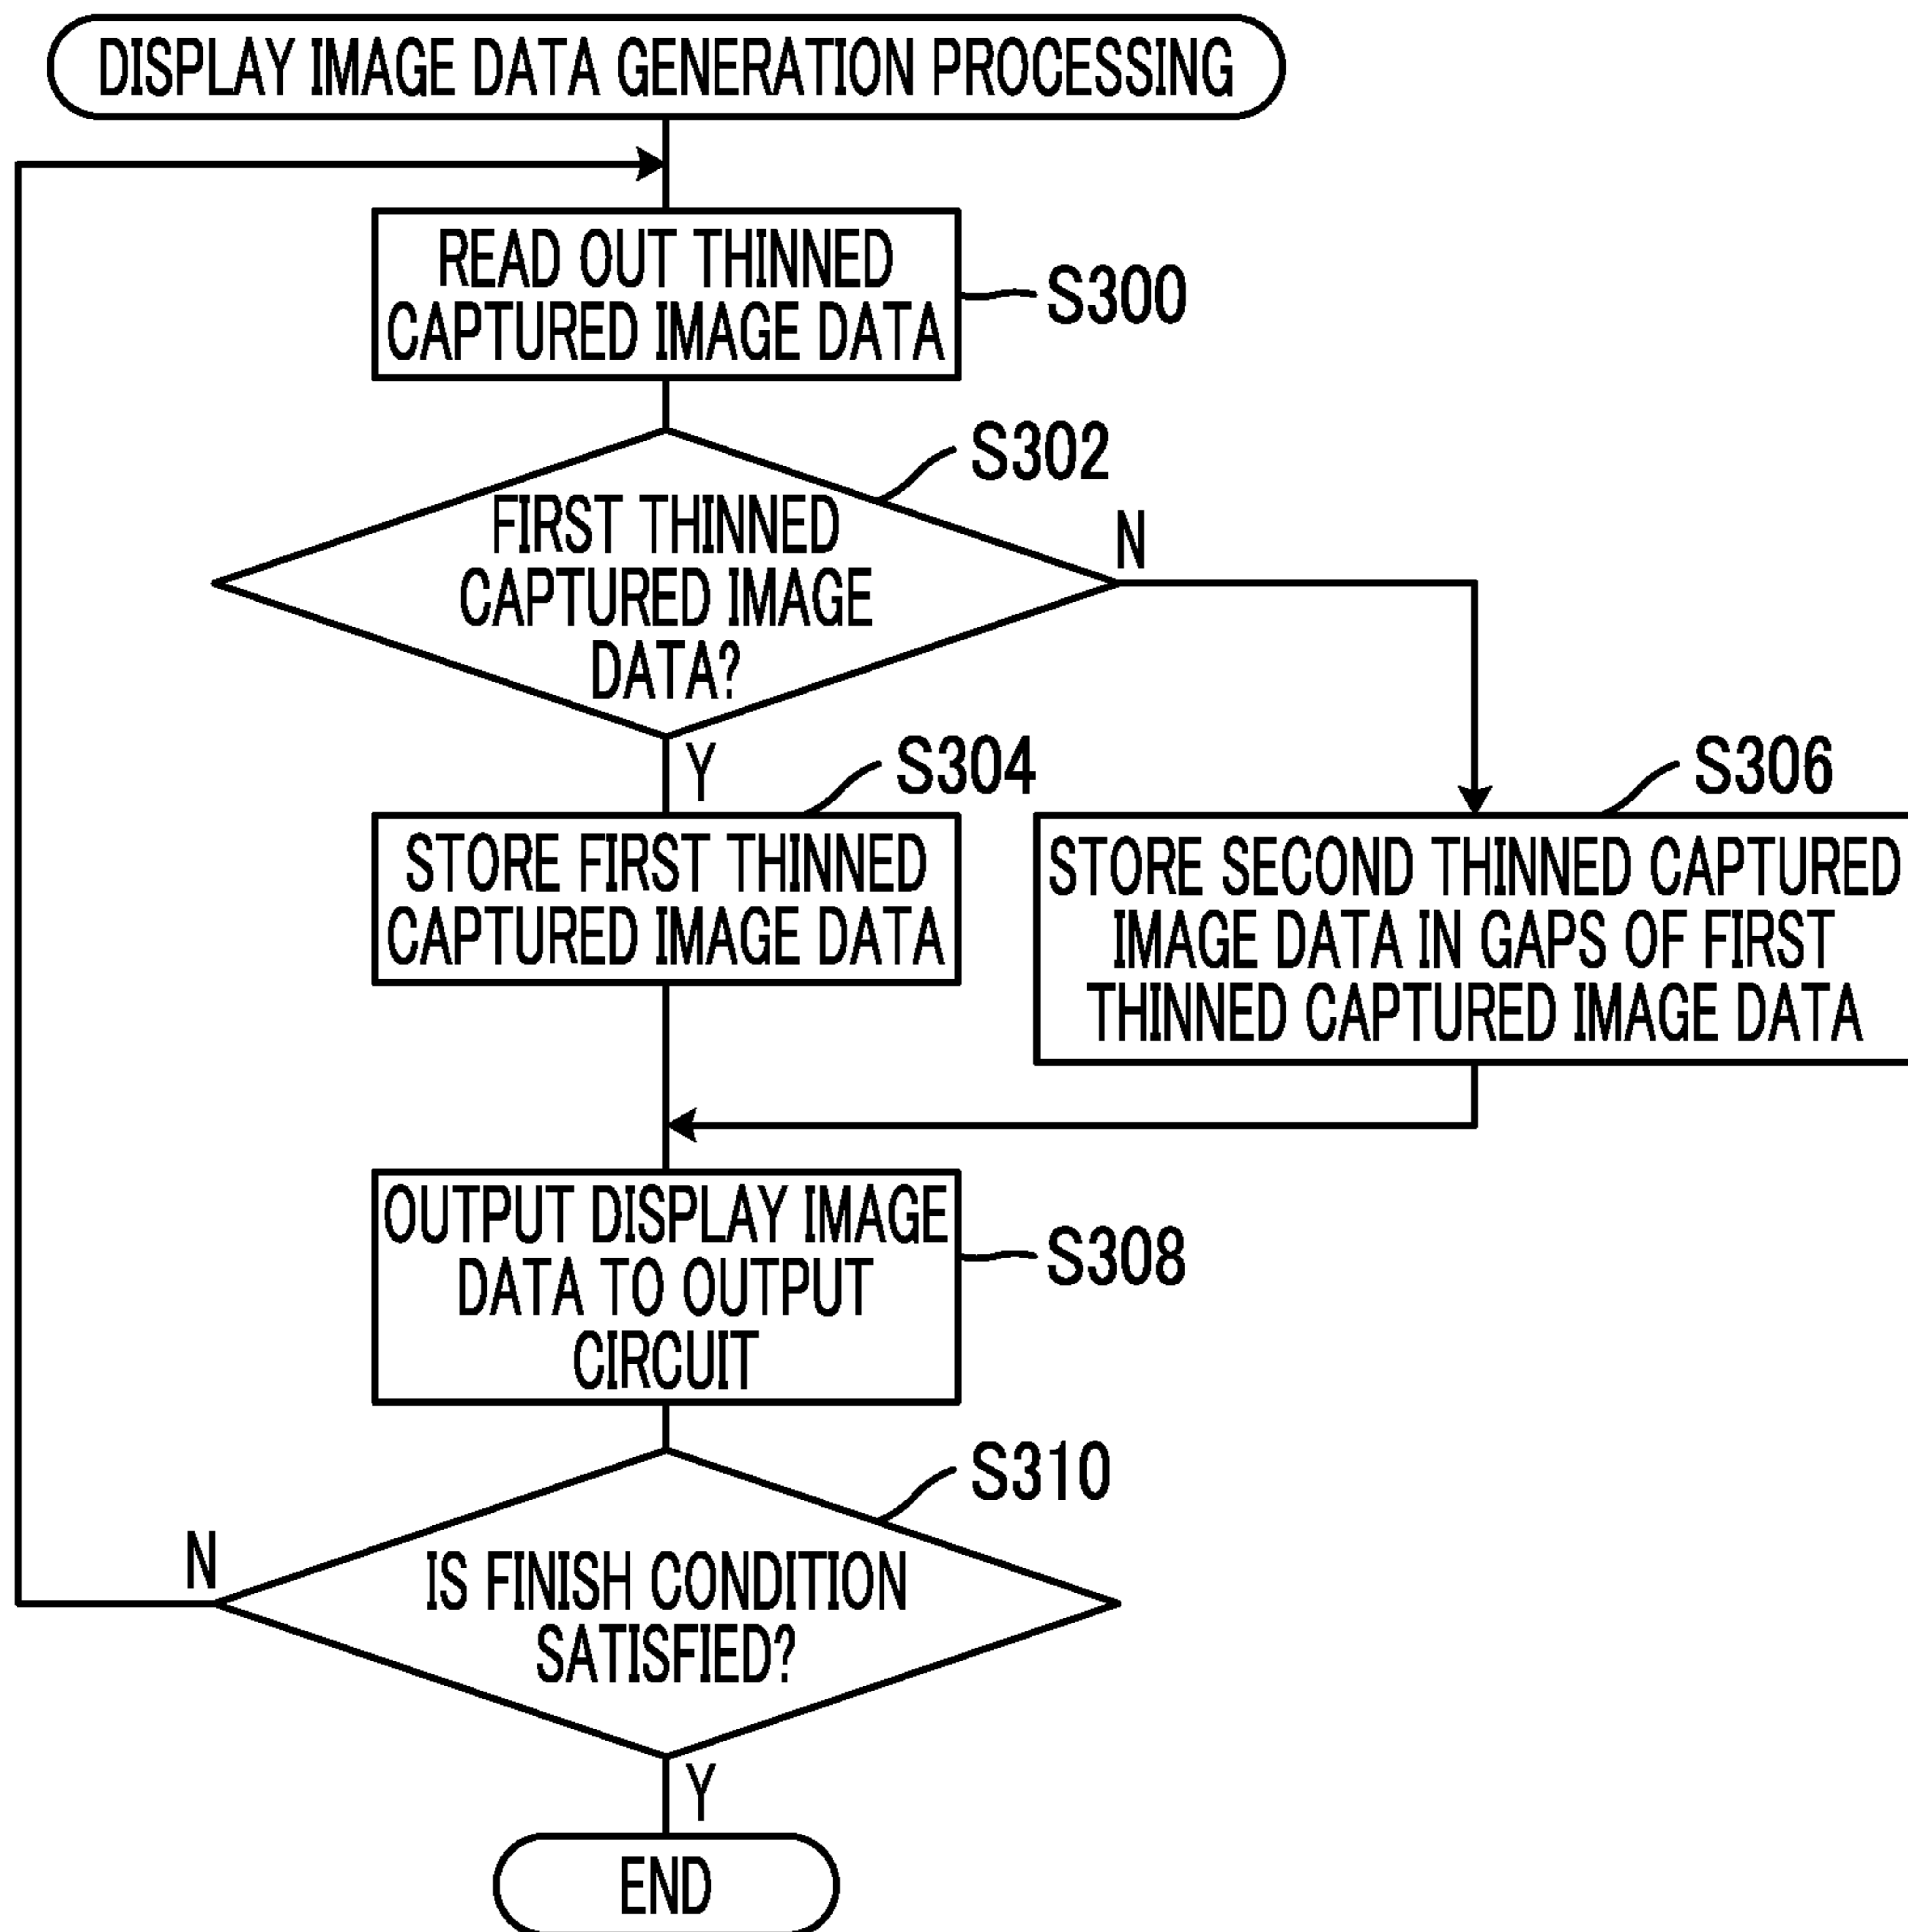 DISPLAY IMAGE DATA GENERATION PROCESSING
READ OUT THINNED
CAPTURED IMAGE DATA
S300
S302
FIRST THINNED
CAPTURED IMAGE
DATA?
N
Y
S304
STORE FIRST THINNED
CAPTURED IMAGE DATA
S306
STORE SECOND THINNED CAPTURED
IMAGE DATA IN GAPS OF FIRST
THINNED CAPTURED IMAGE DATA
OUTPUT DISPLAY IMAGE
DATA TO OUTPUT
CIRCUIT
S308
S310
IS FINISH CONDITION
SATISFIED?
N
Y
END